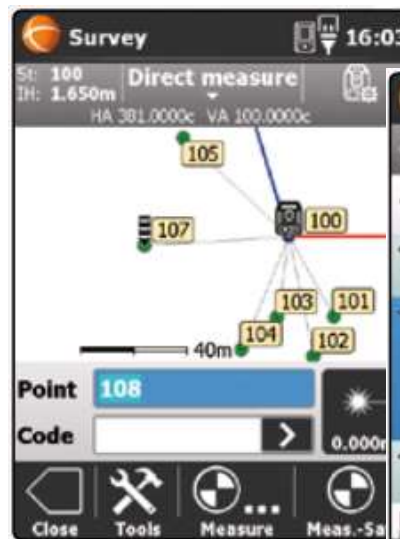 Survey 16:03
St: 100 Direct measure
IH: 1.650m
HA 381.0000c VA 100.0000c
105
100
107
103 101
104 102
40m
Point 108
Code
0.000m
Close Tools Measure Meas.-Sa